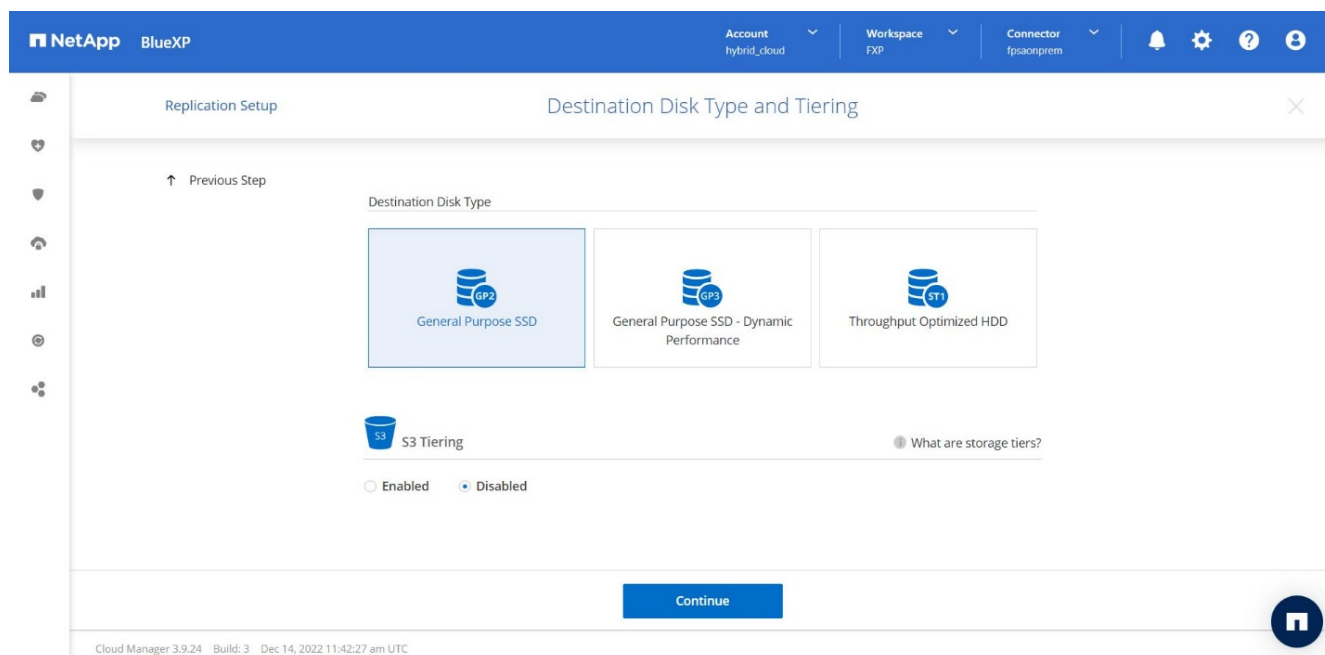 NetApp BlueXP
Account
hybrid_cloud
Workspace
FXP
Connector
fpsaonprem
Replication Setup
Destination Disk Type and Tiering
↑ Previous Step
Destination Disk Type
GP2
General Purpose SSD
GP3
General Purpose SSD - Dynamic
Performance
ST1
Throughput Optimized HDD
S3
S3 Tiering
What are storage tiers?
Enabled
Disabled
Continue
Cloud Manager 3.9.24 Build: 3 Dec 14, 2022 11:42:27 am UTC